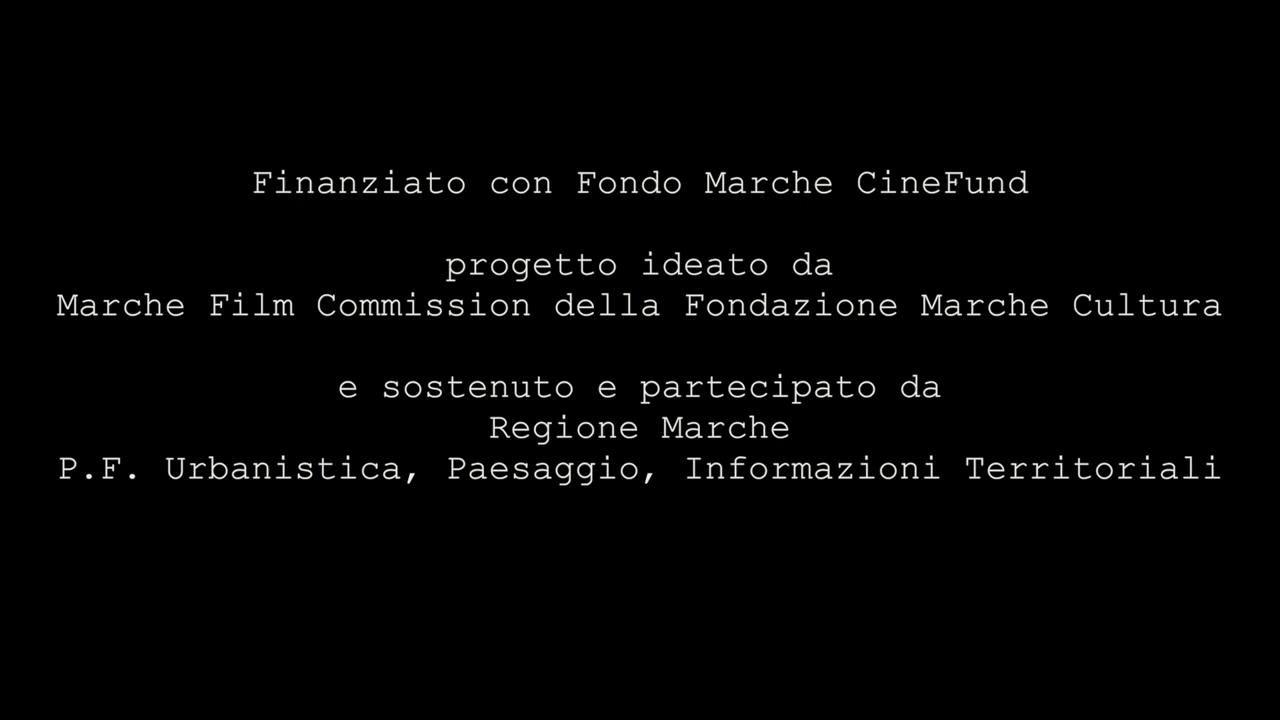 Finanziato con Fondo Marche CineFund
progetto ideato da
Marche Film Commission della Fondazione Marche Cultura
e sostenuto e partecipato da
Regione Marche
P.F. Urbanistica, Paesaggio, Informazioni Territoriali